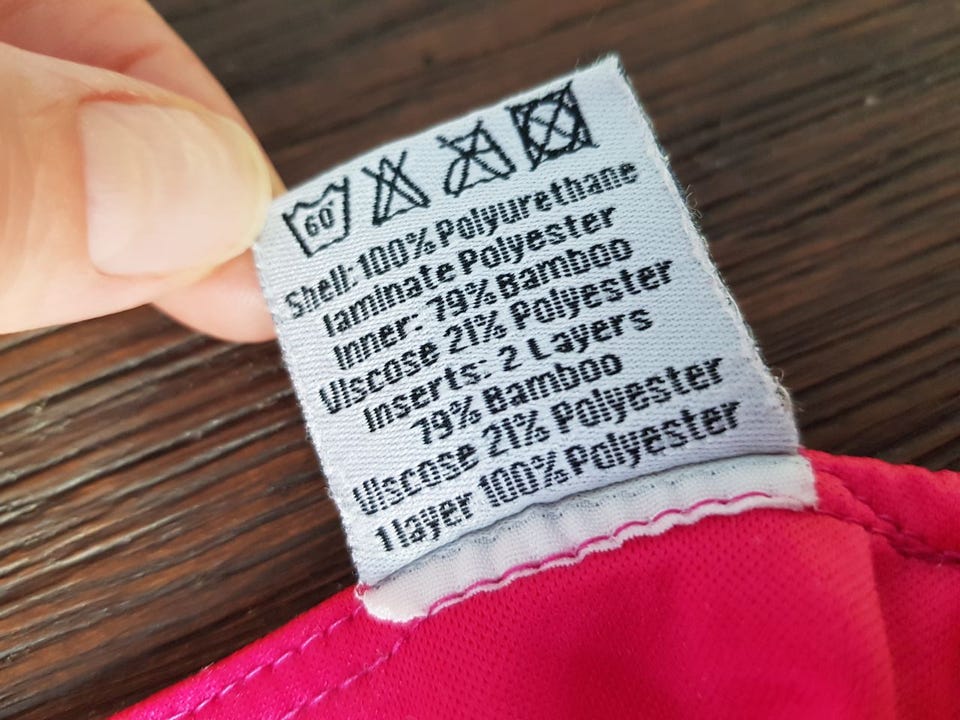 60
Shell: 100% Polyurethane
laminate Polyester
Inner: 79% Bamboo
Viscose 21% Polyester
Inserts: 2 Layers
79% Bamboo
Viscose 21% Polyester
1 layer 100% Polyester